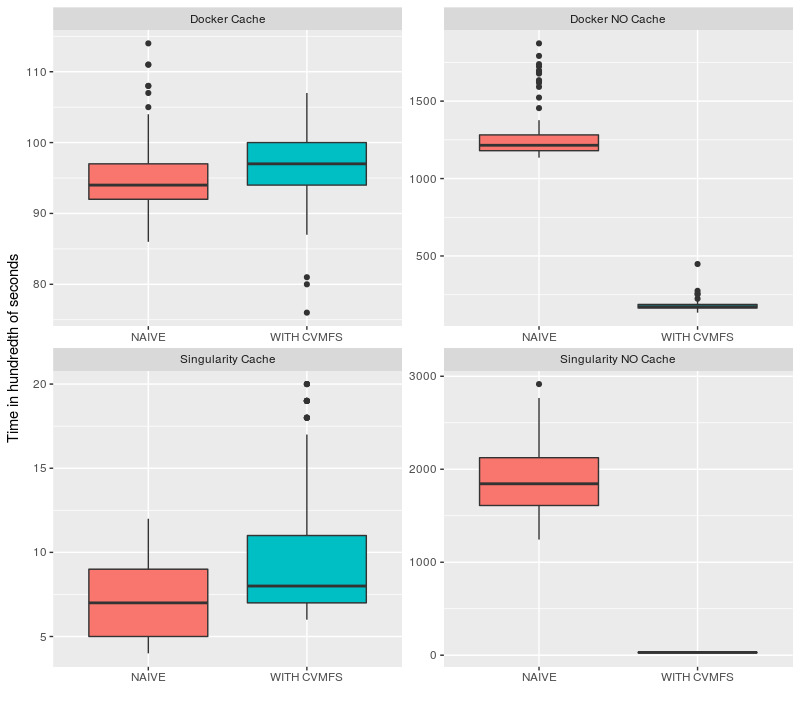 Docker Cache
Docker NO Cache
110
100
90
80
1500
1000
500
NAIVE
WITH CVMFS
NAIVE
WITH CVMFS
Time in hundredth of seconds
Singularity Cache
Singularity NO Cache
20
15
10
5
3000
2000
1000
0
NAIVE
WITH CVMFS
NAIVE
WITH CVMFS